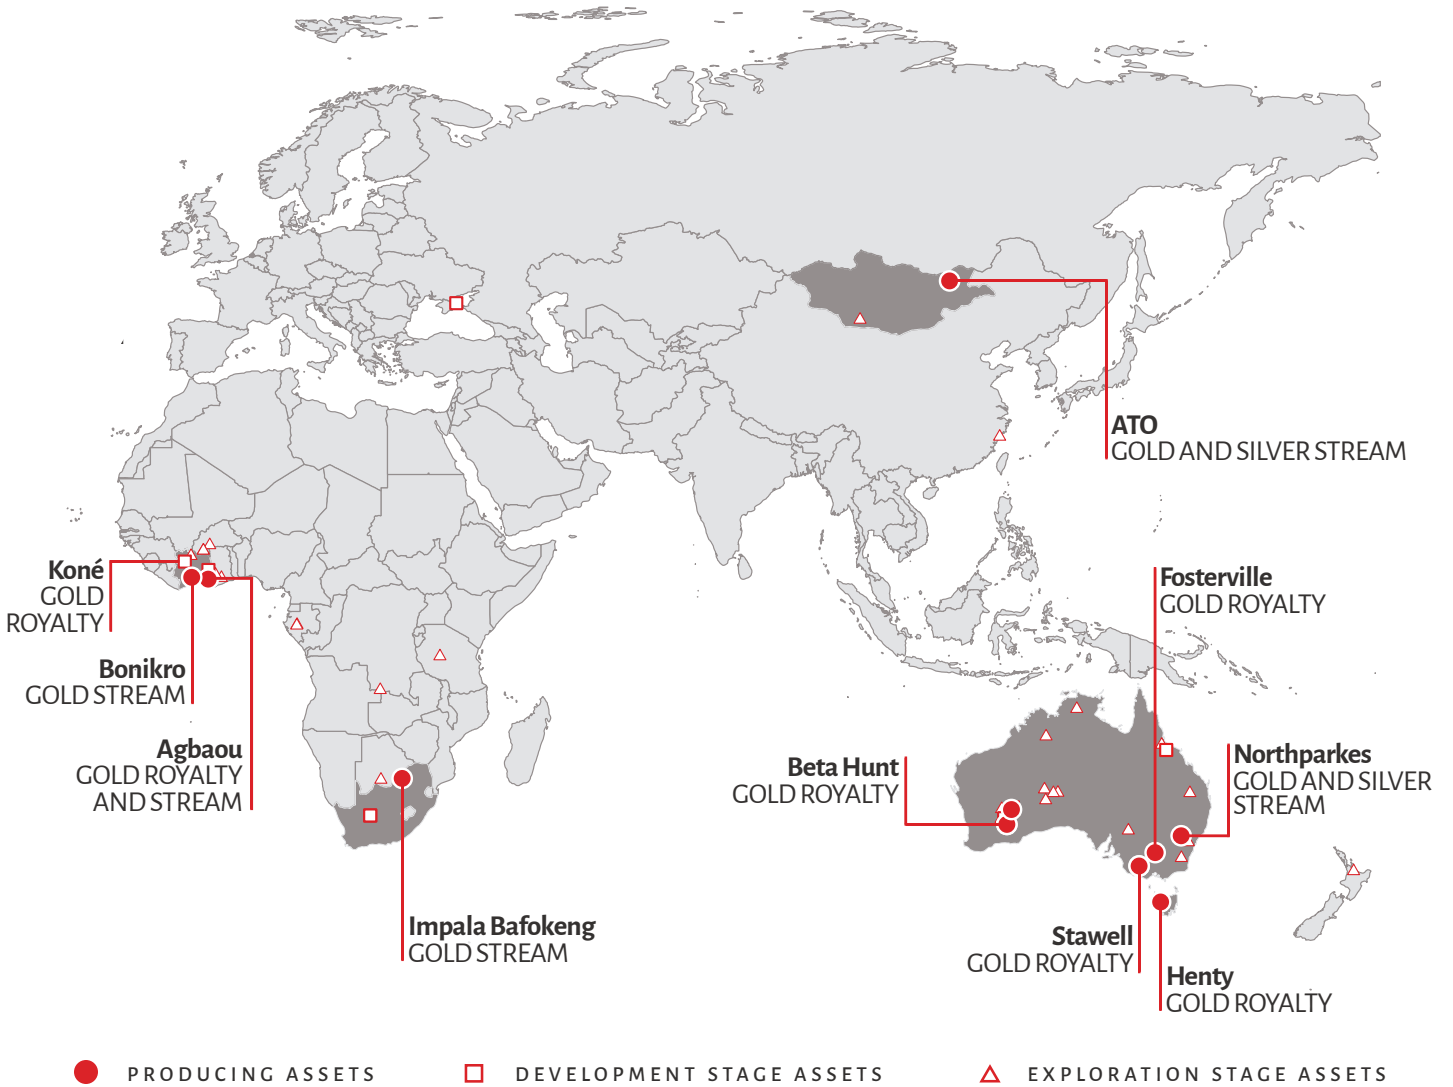 ATO
GOLD AND SILVER STREAM
Koné
GOLD
ROYALTY
Bonikro
GOLD STREAM
Agbaou
GOLD ROYALTY
AND STREAM
Fosterville
GOLD ROYALTY
Beta Hunt
GOLD ROYALTY
Northparkes
GOLD AND SILVER
STREAM
Impala Bafokeng
GOLD STREAM
Stawell
GOLD ROYALTY
Henty
GOLD ROYALTY
PRODUCING ASSETS
DEVELOPMENT STAGE ASSETS
EXPLORATION STAGE ASSETS